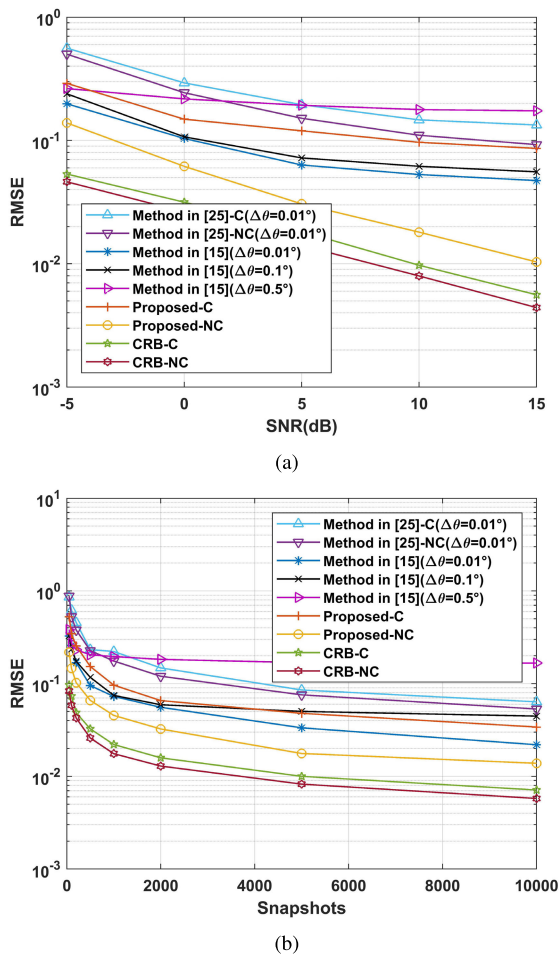 10^0
10^-1
10^-2
10^-3
RMSE
Method in [25]-C(Δθ=0.01°)
Method in [25]-NC(Δθ=0.01°)
Method in [15](Δθ=0.01°)
Method in [15](Δθ=0.1°)
Method in [15](Δθ=0.5°)
Proposed-C
Proposed-NC
CRB-C
CRB-NC
-5 0 5 10 15
SNR(dB)
(a)
10^1
10^0
10^-1
10^-2
10^-3
RMSE
Method in [25]-C(Δθ=0.01°)
Method in [25]-NC(Δθ=0.01°)
Method in [15](Δθ=0.01°)
Method in [15](Δθ=0.1°)
Method in [15](Δθ=0.5°)
Proposed-C
Proposed-NC
CRB-C
CRB-NC
0 2000 4000 6000 8000 10000
Snapshots
(b)